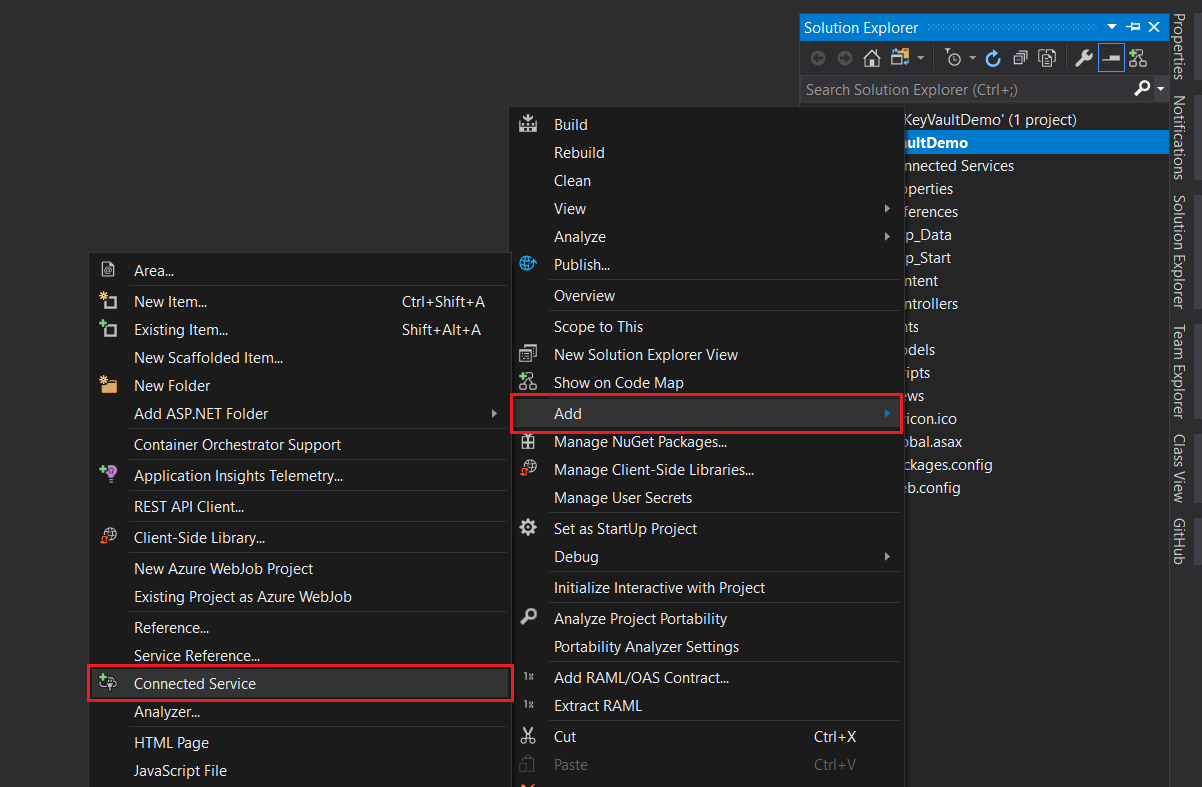 Solution Explorer
Search Solution Explorer (Ctrl+;)
KeyVaultDemo' (1 project)
aultDemo
nnected Services
operties
ferences
p_Data
p_Start
ntent
ntrollers
nts
odels
ripts
ews
vicon.ico
obal.asax
ckages.config
eb.config
Properties
Notifications
Solution Explorer
Team Explorer
Class View
GitHub
Build
Rebuild
Clean
View
Analyze
Publish...
Overview
Scope to This
New Solution Explorer View
Show on Code Map
Add
Manage NuGet Packages...
Manage Client-Side Libraries...
Manage User Secrets
Set as StartUp Project
Debug
Initialize Interactive with Project
Analyze Project Portability
Portability Analyzer Settings
Add RAML/OAS Contract...
Extract RAML
Cut Ctrl+X
Paste Ctrl+V
Area...
New Item... Ctrl+Shift+A
Existing Item... Shift+Alt+A
New Scaffolded Item...
New Folder
Add ASP.NET Folder
Container Orchestrator Support
Application Insights Telemetry...
REST API Client...
Client-Side Library...
New Azure WebJob Project
Existing Project as Azure WebJob
Reference...
Service Reference...
Connected Service
Analyzer...
HTML Page
JavaScript File